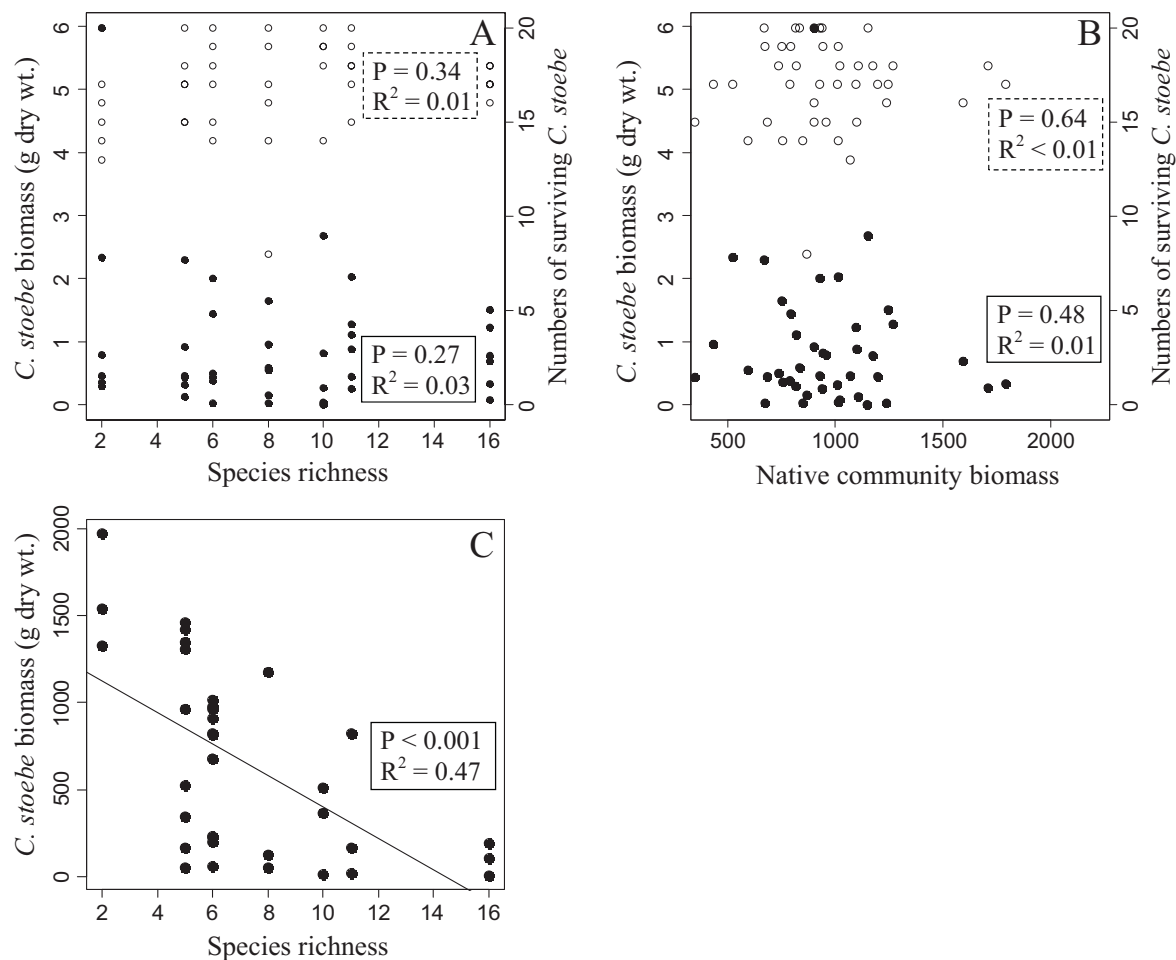 A
C. stoebe biomass (g dry wt.)
6
5
4
3
2
1
0
P = 0.34
R² = 0.01
P = 0.27
R² = 0.03
20
15
10
5
0
Numbers of surviving C. stoebe
2 4 6 8 10 12 14 16
Species richness
B
C. stoebe biomass (g dry wt.)
6
5
4
3
2
1
0
P = 0.64
R² < 0.01
P = 0.48
R² = 0.01
20
15
10
5
0
Numbers of surviving C. stoebe
500 1000 1500 2000
Native community biomass
C
C. stoebe biomass (g dry wt.)
2000
1500
1000
500
0
P < 0.001
R² = 0.47
2 4 6 8 10 12 14 16
Species richness